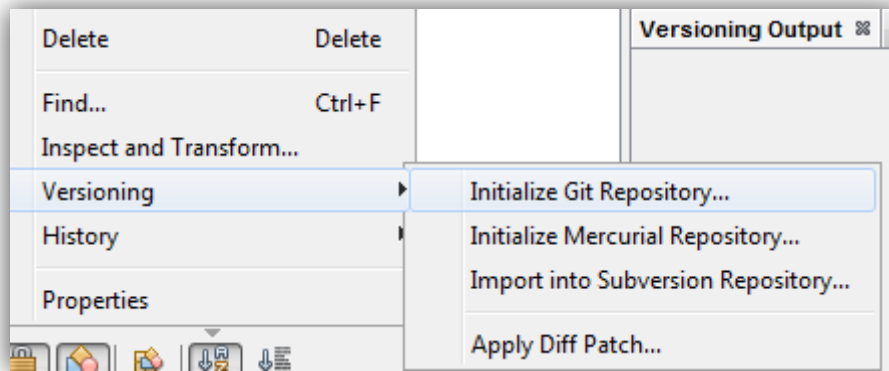 Versioning Output
Delete Delete
Find... Ctrl+F
Inspect and Transform...
Versioning
History
Properties
Initialize Git Repository...
Initialize Mercurial Repository...
Import into Subversion Repository...
Apply Diff Patch...